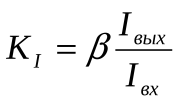 K_I = β I_вых / I_вх